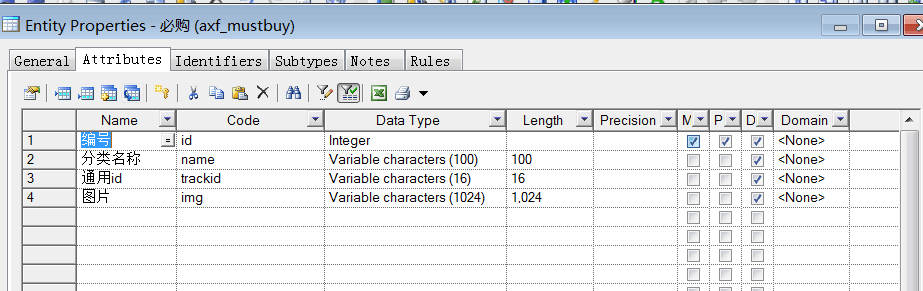 Entity Properties - 必购 (axf_mustbuy)
General Attributes Identifiers Subtypes Notes Rules
Name Code Data Type Length Precision M P D Domain
1 编号 = id Integer <None>
2 分类名称 name Variable characters (100) 100 <None>
3 通用id trackid Variable characters (16) 16 <None>
4 图片 img Variable characters (1024) 1,024 <None>